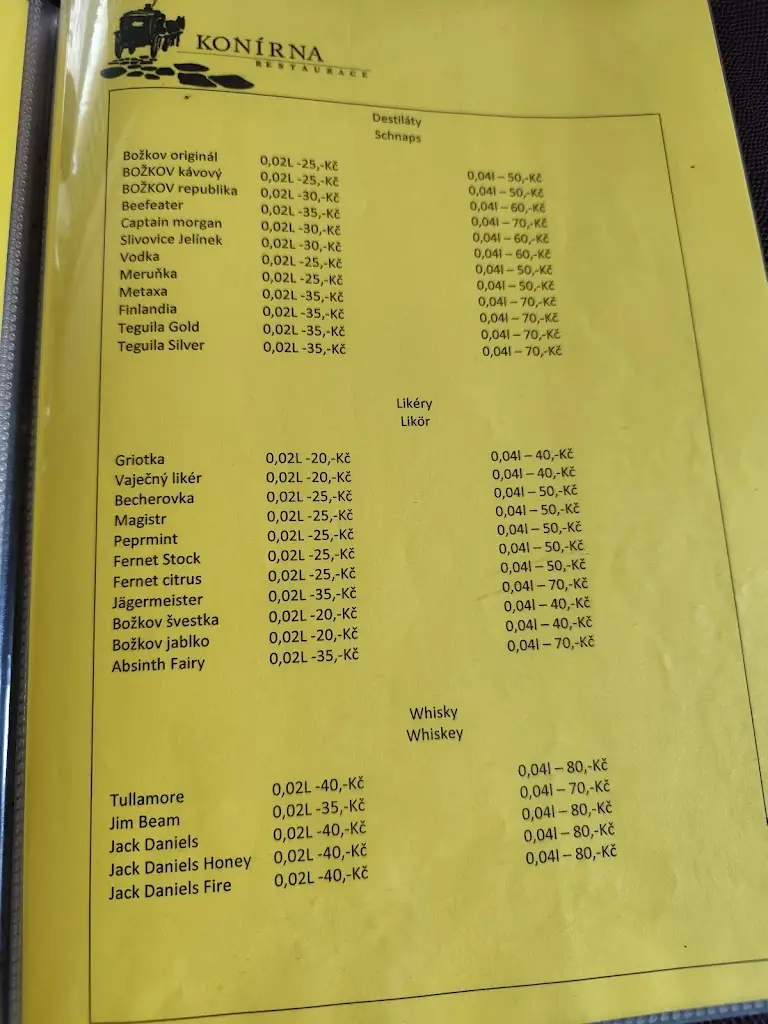 KONÍRNA
RESTAURACE
Destiláty
Schnaps
Božkov originál 0,02L -25,-Kč 0,04l – 50,-Kč
BOŽKOV kávový 0,02L -25,-Kč 0,04l – 50,-Kč
BOŽKOV republika 0,02L -30,-Kč 0,04l – 60,-Kč
Beefeater 0,02L -35,-Kč 0,04l – 70,-Kč
Captain morgan 0,02L -30,-Kč 0,04l – 60,-Kč
Slivovice Jelínek 0,02L -30,-Kč 0,04l – 60,-Kč
Vodka 0,02L -25,-Kč 0,04l – 50,-Kč
Meruňka 0,02L -25,-Kč 0,04l – 50,-Kč
Metaxa 0,02L -35,-Kč 0,04l – 70,-Kč
Finlandia 0,02L -35,-Kč 0,04l – 70,-Kč
Teguila Gold 0,02L -35,-Kč 0,04l – 70,-Kč
Teguila Silver 0,02L -35,-Kč 0,04l – 70,-Kč
Likéry
Likör
Griotka 0,02L -20,-Kč 0,04l – 40,-Kč
Vaječný likér 0,02L -20,-Kč 0,04l – 40,-Kč
Becherovka 0,02L -25,-Kč 0,04l – 50,-Kč
Magistr 0,02L -25,-Kč 0,04l – 50,-Kč
Peprmint 0,02L -25,-Kč 0,04l – 50,-Kč
Fernet Stock 0,02L -25,-Kč 0,04l – 50,-Kč
Fernet citrus 0,02L -25,-Kč 0,04l – 50,-Kč
Jägermeister 0,02L -35,-Kč 0,04l – 70,-Kč
Božkov švestka 0,02L -20,-Kč 0,04l – 40,-Kč
Božkov jablko 0,02L -20,-Kč 0,04l – 40,-Kč
Absinth Fairy 0,02L -35,-Kč 0,04l – 70,-Kč
Whisky
Whiskey
Tullamore 0,02L -40,-Kč 0,04l – 80,-Kč
Jim Beam 0,02L -35,-Kč 0,04l – 70,-Kč
Jack Daniels 0,02L -40,-Kč 0,04l – 80,-Kč
Jack Daniels Honey 0,02L -40,-Kč 0,04l – 80,-Kč
Jack Daniels Fire 0,02L -40,-Kč 0,04l – 80,-Kč